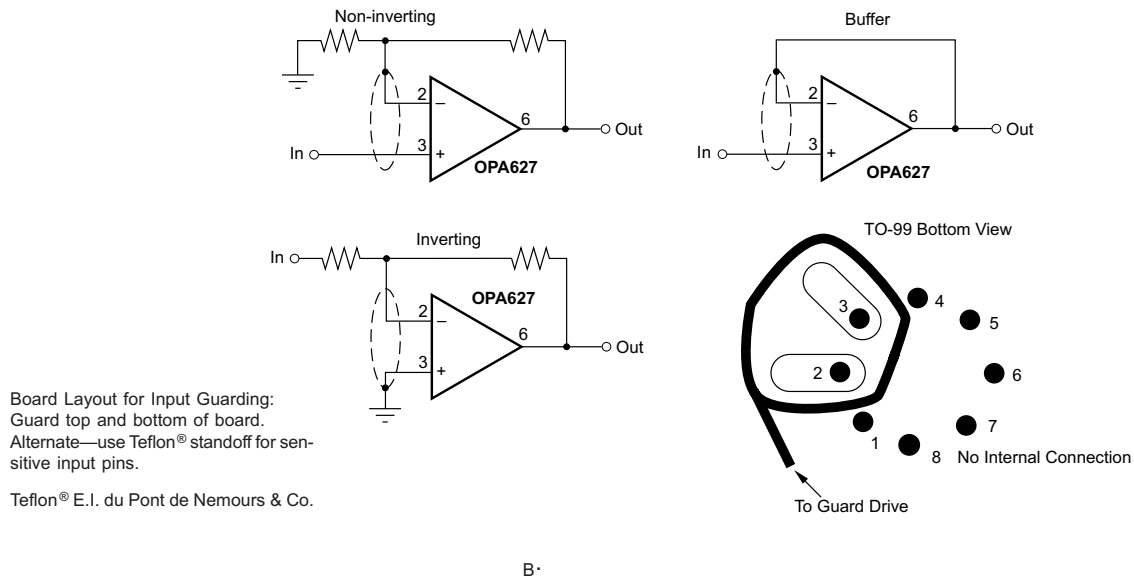 Non-inverting
2
–
6
Out
3
+
In
OPA627
Buffer
2
–
6
Out
3
+
In
OPA627
Inverting
In
OPA627
2
–
6
Out
3
+
TO-99 Bottom View
3
4
5
2
6
1
7
8 No Internal Connection
To Guard Drive
Board Layout for Input Guarding:
Guard top and bottom of board.
Alternate—use Teflon® standoff for sen-
sitive input pins.
Teflon® E.I. du Pont de Nemours & Co.
B·